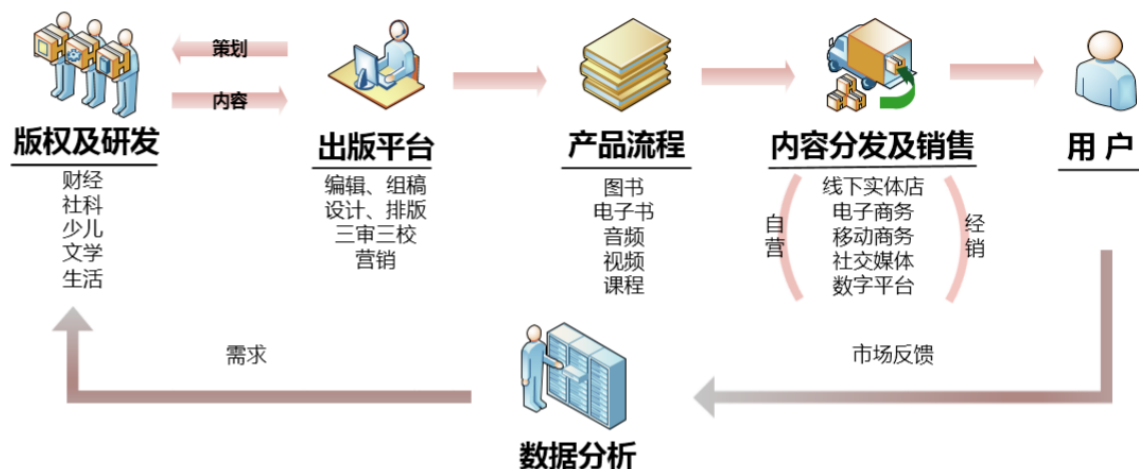 策划
内容
版权及研发
财经
社科
少儿
文学
生活
出版平台
编辑、组稿
设计、排版
三审三校
营销
产品流程
图书
电子书
音频
视频
课程
内容分发及销售
自营
线下实体店
电子商务
移动商务
社交媒体
数字平台
经销
用 户
需求
市场反馈
数据分析